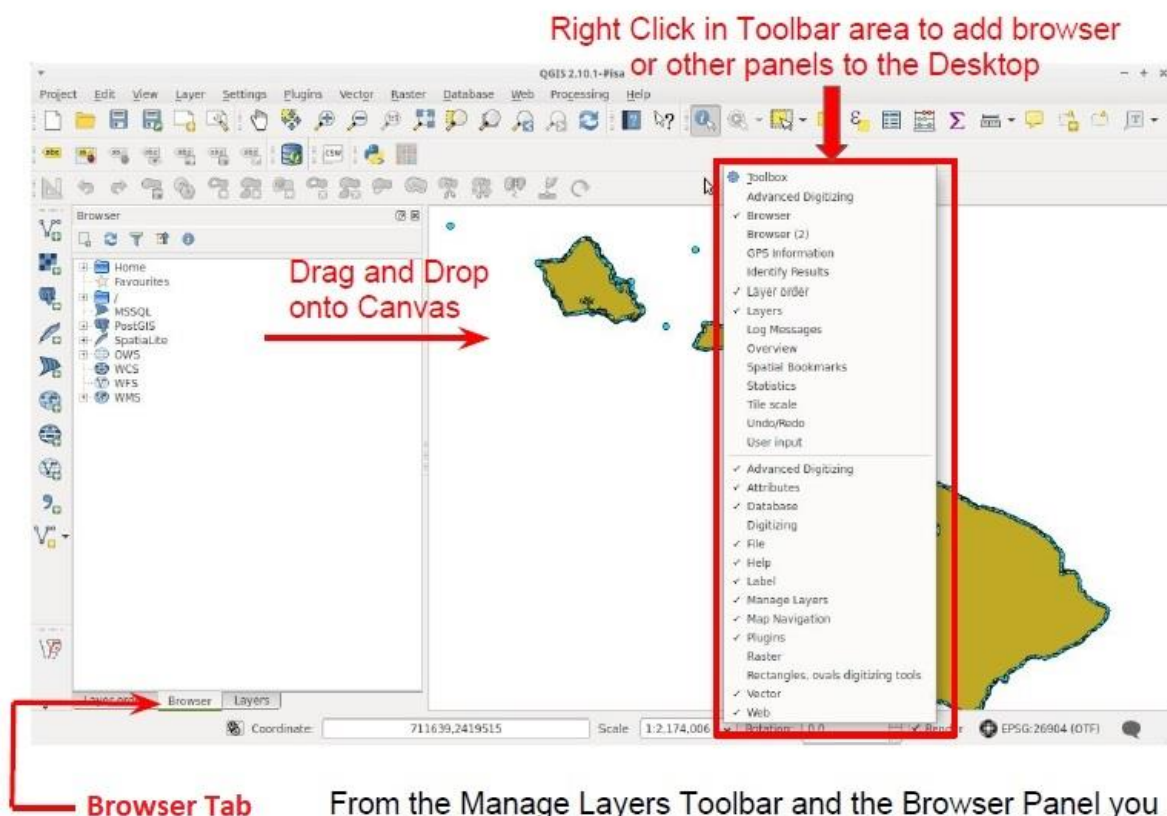 Right Click in Toolbar area to add browser
or other panels to the Desktop
QGIS 2.10.1-Pisa
Project Edit View Layer Settings Plugins Vector Raster Database Web Processing Help
abc
CSW
Browser
Home
Favourites
/
MSSQL
PostGIS
SpatiaLite
OWS
WCS
WFS
WMS
Drag and Drop
onto Canvas
Toolbox
Advanced Digitizing
Browser
Browser (2)
GPS Information
Identify Results
Layer order
Layers
Log Messages
Overview
Spatial Bookmarks
Statistics
Tile scale
Undo/Redo
User input
Advanced Digitizing
Attributes
Database
Digitizing
File
Help
Label
Manage Layers
Map Navigation
Plugins
Raster
Rectangles, ovals digitizing tools
Vector
Web
Browser Layers
Coordinate: 711639,2419515 Scale 1:2,174,006 Rotation: 0.0 Render EPSG:26904 (OTF)
Browser Tab
From the Manage Layers Toolbar and the Browser Panel you